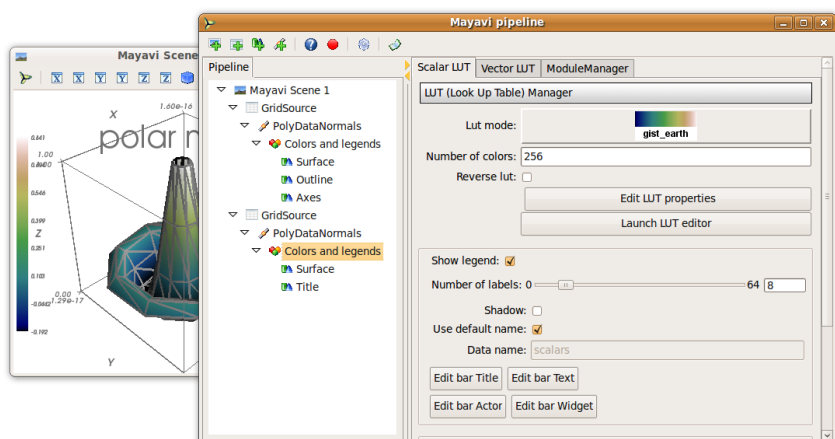 Mayavi pipeline
Mayavi Scene
X X Y Y Z Z
X
1.60e-16
polar
0.841
1.00
0.546
0.399
Z
0.251
0.103
0.00
1.29e-17
-0.192
Y
Pipeline
Mayavi Scene 1
GridSource
PolyDataNormals
Colors and legends
Surface
Outline
Axes
GridSource
PolyDataNormals
Colors and legends
Surface
Title
Scalar LUT Vector LUT ModuleManager
LUT (Look Up Table) Manager
Lut mode: gist_earth
Number of colors: 256
Reverse lut:
Edit LUT properties
Launch LUT editor
Show legend:
Number of labels: 0 64 8
Shadow:
Use default name:
Data name: scalars
Edit bar Title Edit bar Text
Edit bar Actor Edit bar Widget